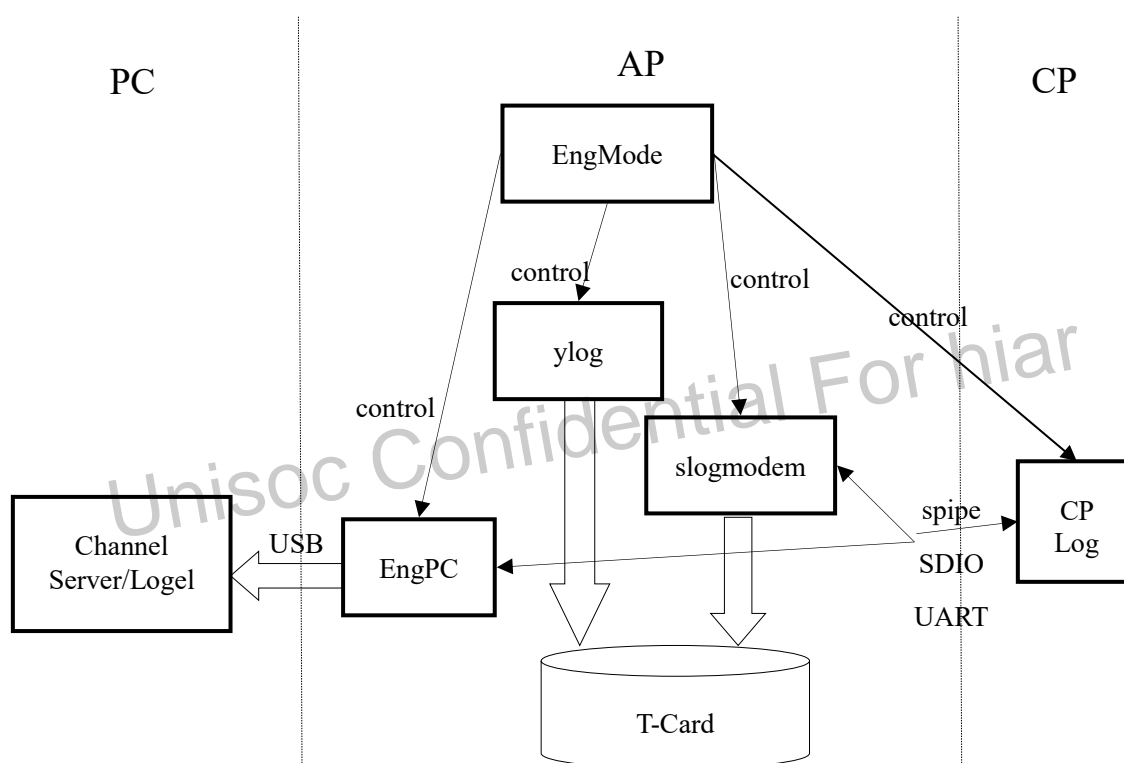 PC
AP
CP
EngMode
control
control
control
control
ylog
slogmodem
Channel
Server/Logel
USB
EngPC
spipe
SDIO
UART
CP
Log
T-Card
Unisoc Confidential For hiar